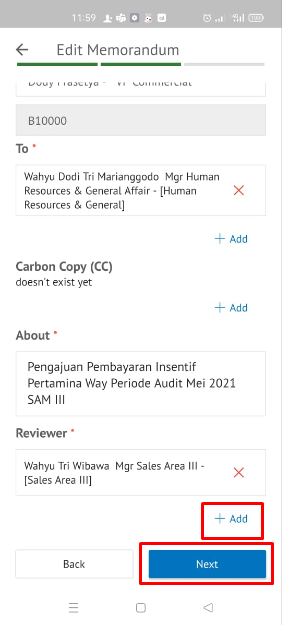 11:59
Edit Memorandum
Dody Prasetya - VP Commercial
B10000
To *
Wahyu Dodi Tri Marianggodo Mgr Human
Resources & General Affair - [Human
Resources & General]
+ Add
Carbon Copy (CC)
doesn't exist yet
+ Add
About *
Pengajuan Pembayaran Insentif
Pertamina Way Periode Audit Mei 2021
SAM III
Reviewer *
Wahyu Tri Wibawa Mgr Sales Area III -
[Sales Area III]
+ Add
Back
Next